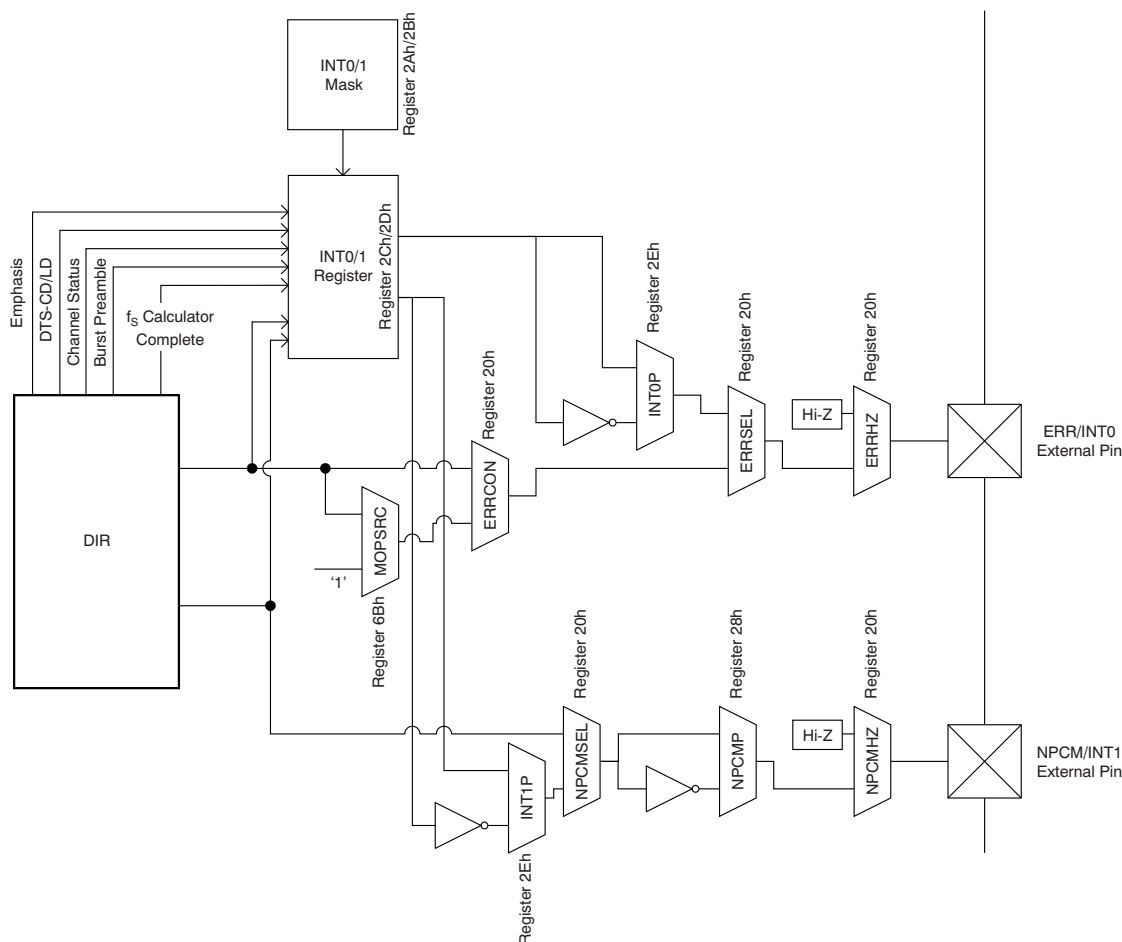 INT0/1
Mask
Register 2Ah/2Bh
INT0/1
Register
Register 2Ch/2Dh
Emphasis
DTS-CD/LD
Channel Status
Burst Preamble
fS Calculator
Complete
DIR
MOPSRC
'1'
Register 6Bh
ERRCON
Register 20h
INT0P
Register 2Eh
ERRSEL
Register 20h
Hi-Z
ERRHZ
Register 20h
ERR/INT0
External Pin
INT1P
Register 2Eh
NPCMSEL
Register 20h
NPCMP
Register 28h
Hi-Z
NPCMHZ
Register 20h
NPCM/INT1
External Pin